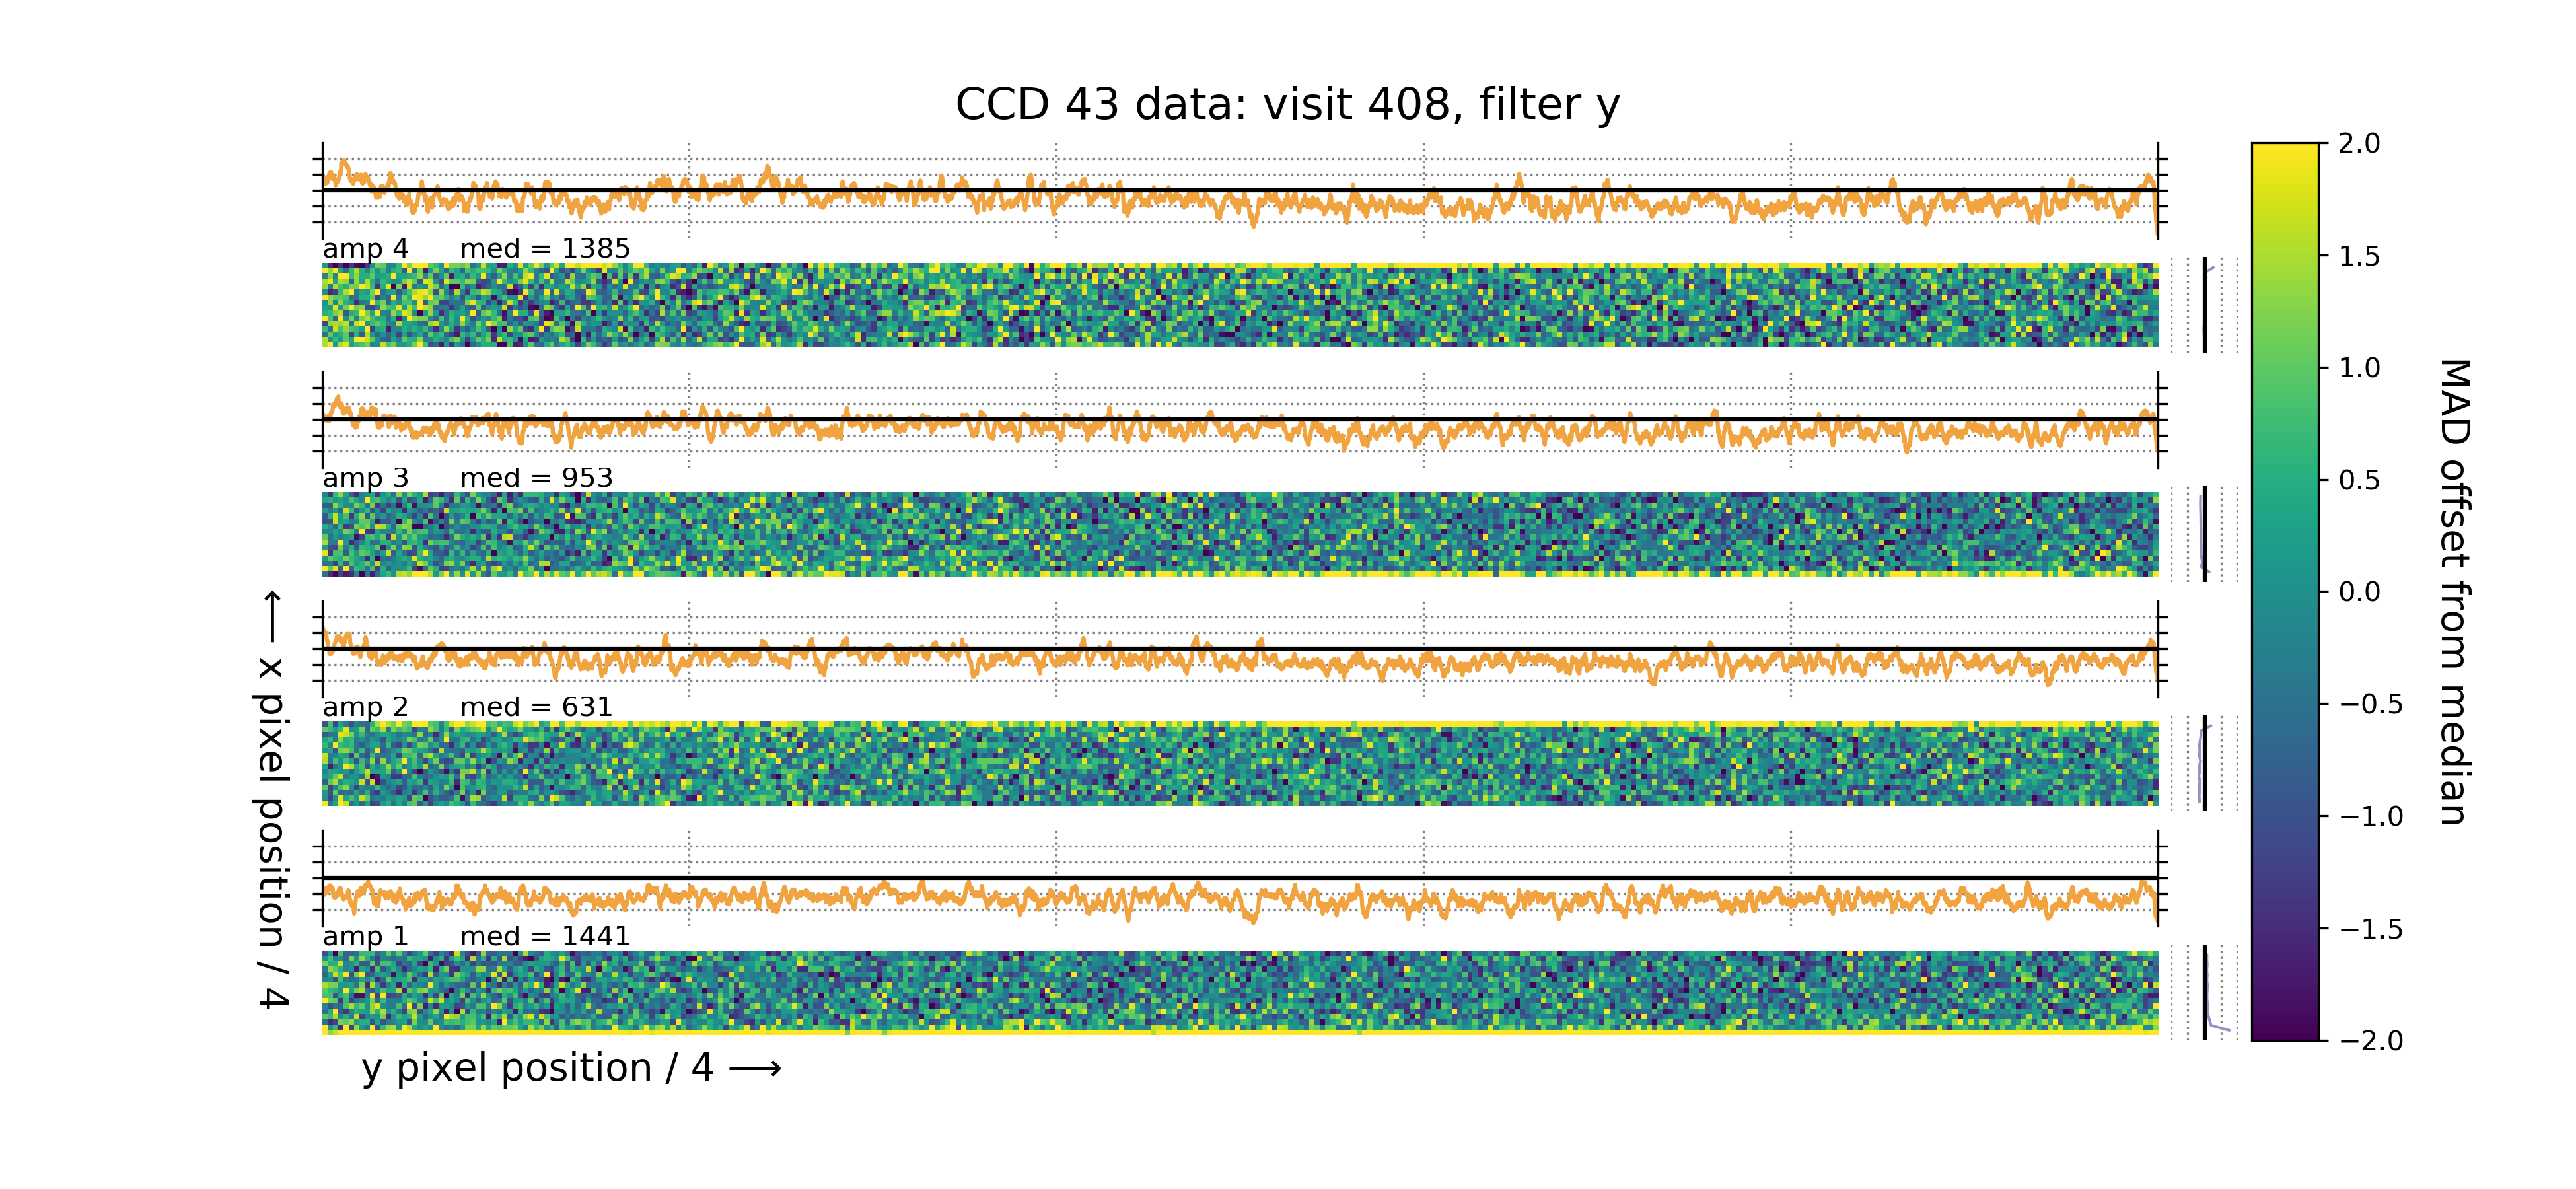 CCD 43 data: visit 408, filter y
amp 4 med = 1385
amp 3 med = 953
amp 2 med = 631
amp 1 med = 1441
⟵ x pixel position / 4
y pixel position / 4 ⟶
2.0
1.5
1.0
0.5
0.0
−0.5
−1.0
−1.5
−2.0
MAD offset from median